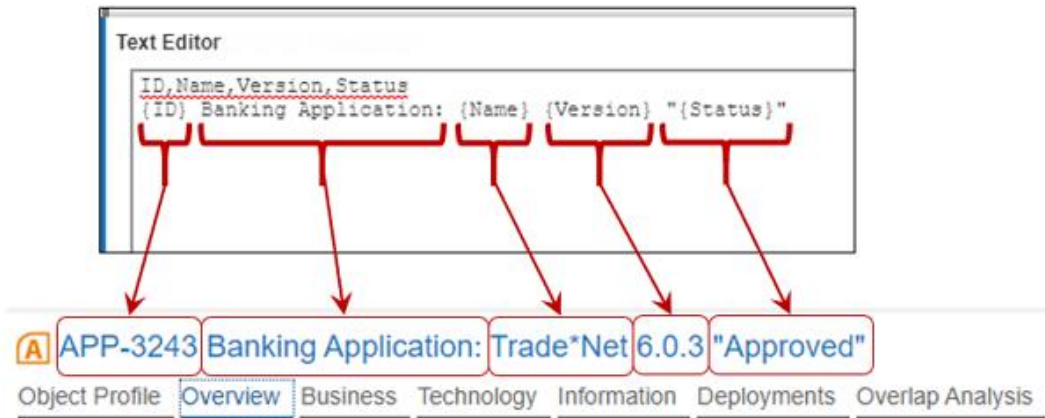 Text Editor
ID,Name,Version,Status
{ID} Banking Application: {Name} {Version} "{Status}"
A APP-3243 Banking Application: Trade*Net 6.0.3 "Approved"
Object Profile Overview Business Technology Information Deployments Overlap Analysis